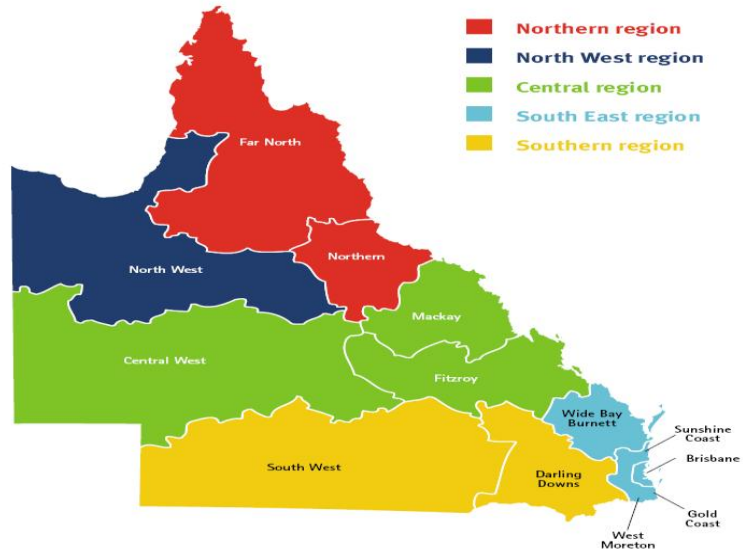 Northern region
North West region
Central region
South East region
Southern region
Far North
Northern
North West
Mackay
Central West
Fitzroy
Wide Bay
Burnett
Sunshine
Coast
Brisbane
South West
Darling
Downs
Gold
Coast
West
Moreton